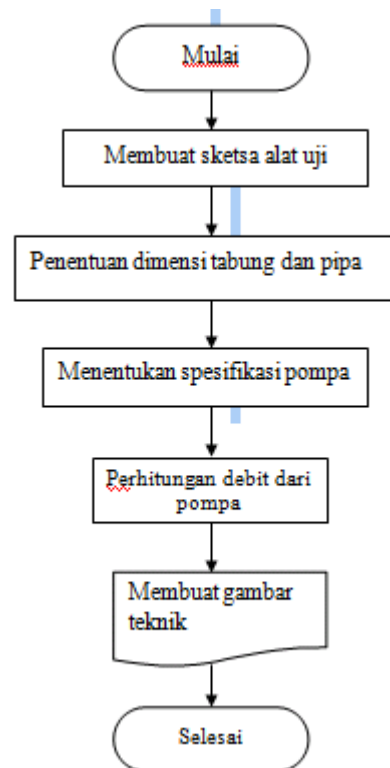 Mulai
Membuat sketsa alat uji
Penentuan dimensi tabung dan pipa
Menentukan spesifikasi pompa
Perhitungan debit dari
pompa
Membuat gambar
teknik
Selesai